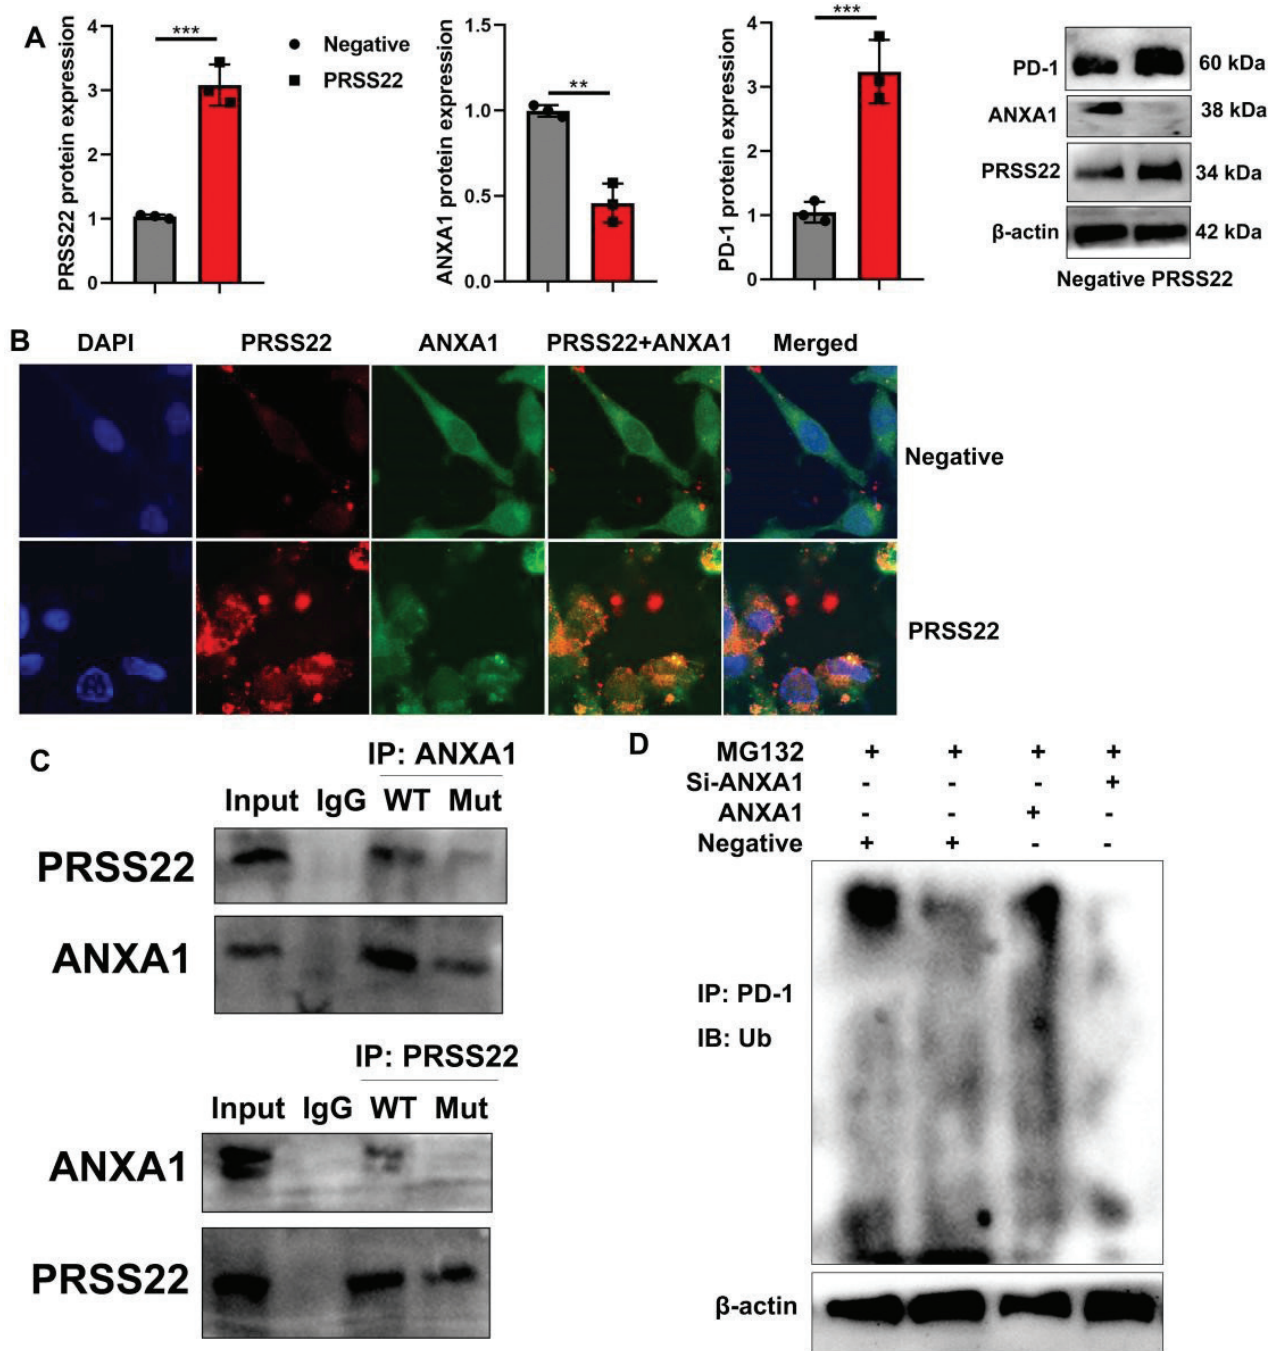 A
PRSS22 protein expression
4
3
2
1
0
***
Negative
PRSS22
ANXA1 protein expression
1.5
1.0
0.5
0.0
**
PD-1 protein expression
4
3
2
1
0
***
PD-1 60 kDa
ANXA1 38 kDa
PRSS22 34 kDa
β-actin 42 kDa
Negative PRSS22
B
DAPI PRSS22 ANXA1 PRSS22+ANXA1 Merged
Negative
PRSS22
C
IP: ANXA1
Input IgG WT Mut
PRSS22
ANXA1
IP: PRSS22
Input IgG WT Mut
ANXA1
PRSS22
D
MG132 + + + +
Si-ANXA1 - - - +
ANXA1 - - + -
Negative + + - -
IP: PD-1
IB: Ub
β-actin